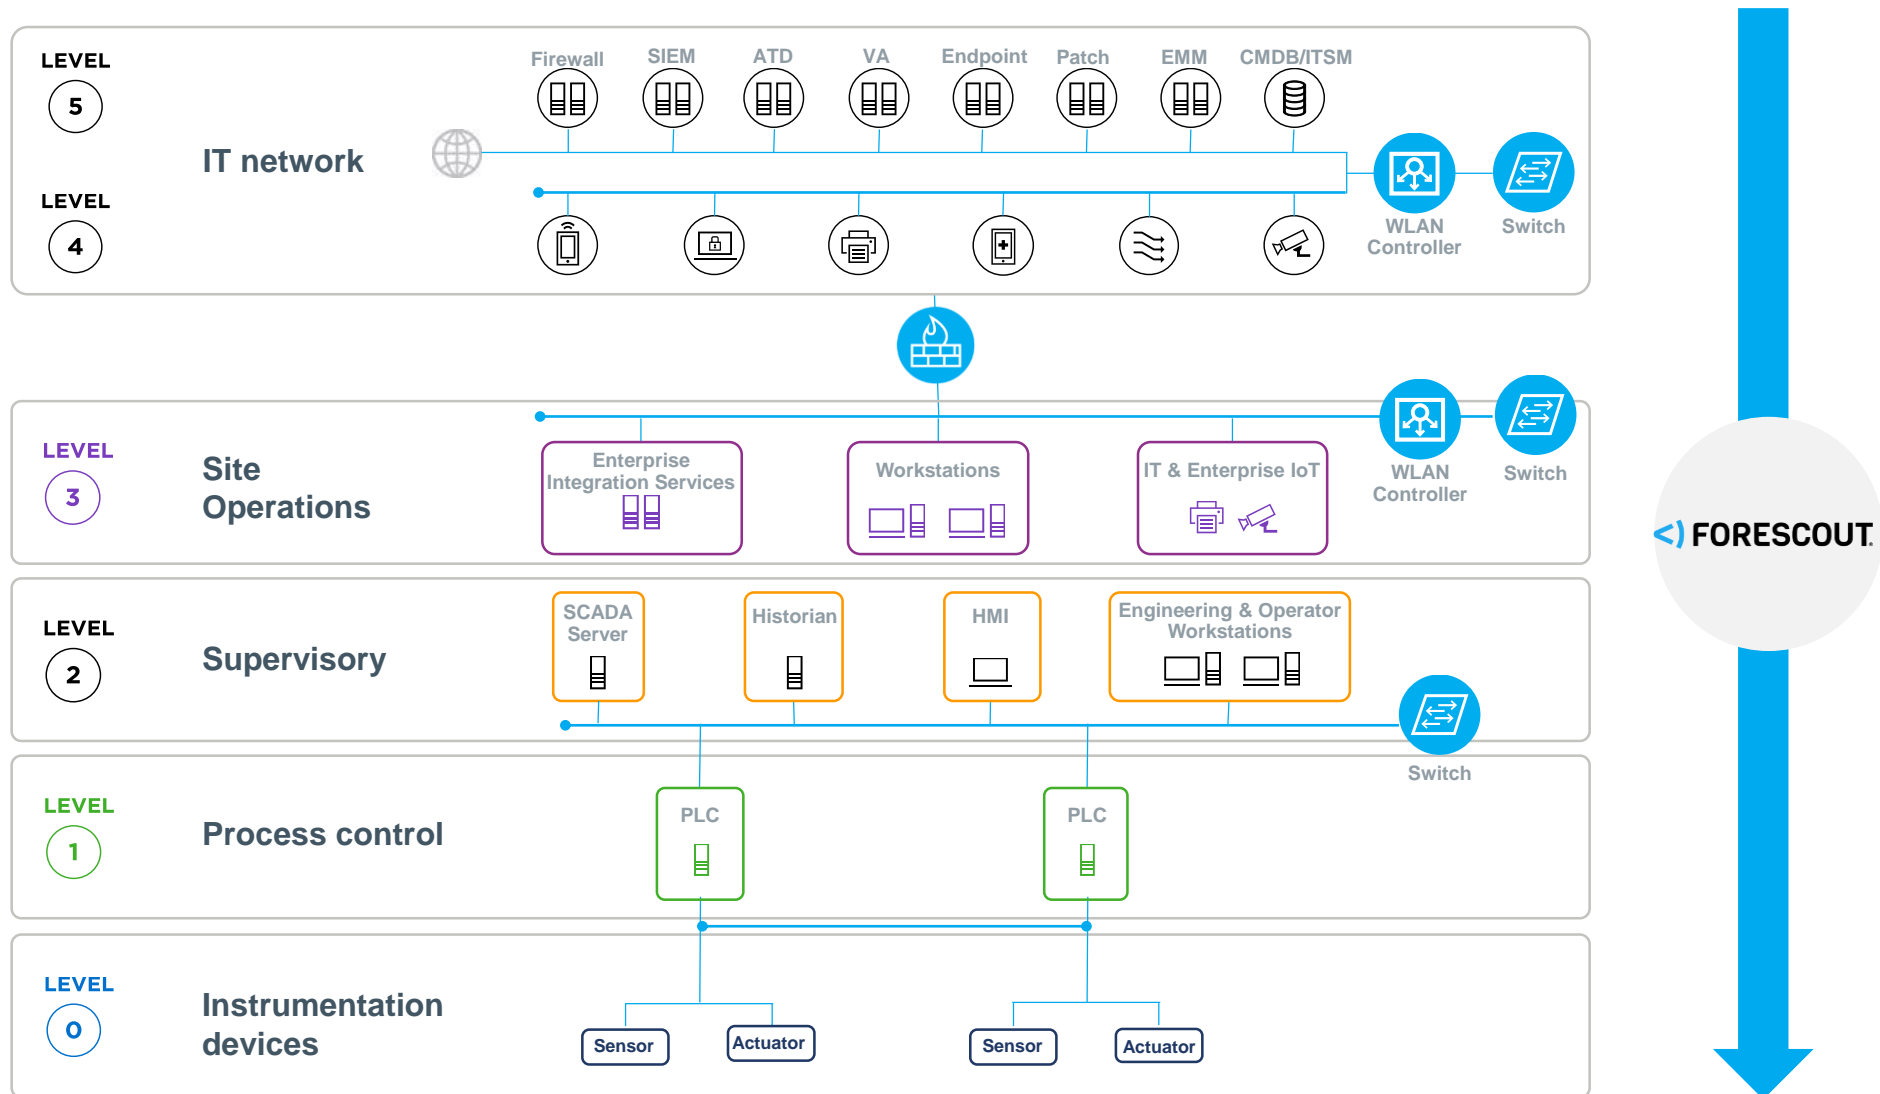 LEVEL
5
Firewall
SIEM
ATD
VA
Endpoint
Patch
EMM
CMDB/ITSM
IT network
LEVEL
4
WLAN
Controller
Switch
LEVEL
3
Site
Operations
Enterprise
Integration Services
Workstations
IT & Enterprise IoT
WLAN
Controller
Switch
<) FORESCOUT.
LEVEL
2
Supervisory
SCADA
Server
Historian
HMI
Engineering & Operator
Workstations
Switch
LEVEL
1
Process control
PLC
PLC
LEVEL
0
Instrumentation
devices
Sensor
Actuator
Sensor
Actuator